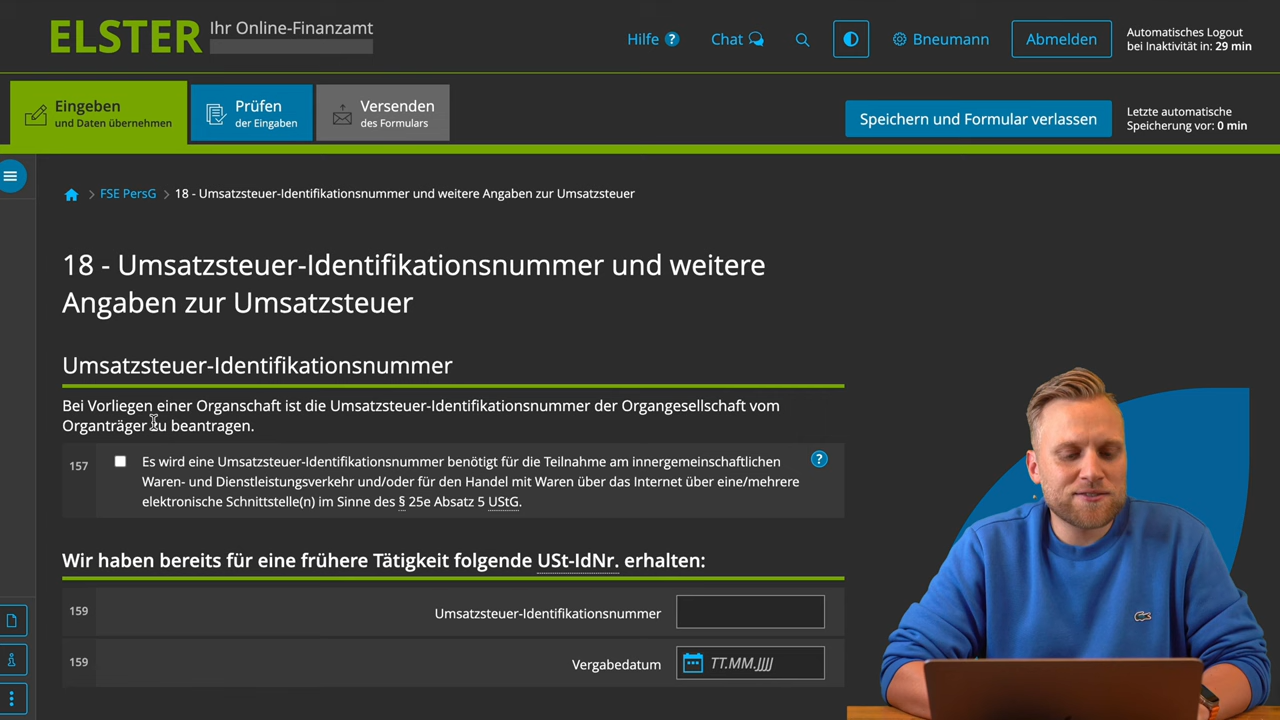 ELSTER
Ihr Online-Finanzamt
Hilfe ?
Chat
Bneumann
Abmelden
Automatisches Logout
bei Inaktivität in: 29 min
Eingeben
und Daten übernehmen
Prüfen
der Eingaben
Versenden
des Formulars
Speichern und Formular verlassen
Letzte automatische
Speicherung vor: 0 min
FSE PersG > 18 - Umsatzsteuer-Identifikationsnummer und weitere Angaben zur Umsatzsteuer
18 - Umsatzsteuer-Identifikationsnummer und weitere
Angaben zur Umsatzsteuer
Umsatzsteuer-Identifikationsnummer
Bei Vorliegen einer Organschaft ist die Umsatzsteuer-Identifikationsnummer der Organgesellschaft vom
Organträger zu beantragen.
157
Es wird eine Umsatzsteuer-Identifikationsnummer benötigt für die Teilnahme am innergemeinschaftlichen
Waren- und Dienstleistungsverkehr und/oder für den Handel mit Waren über das Internet über eine/mehrere
elektronische Schnittstelle(n) im Sinne des § 25e Absatz 5 UStG.
?
Wir haben bereits für eine frühere Tätigkeit folgende USt-IdNr. erhalten:
159
Umsatzsteuer-Identifikationsnummer
159
Vergabedatum
TT.MM.JJJJ